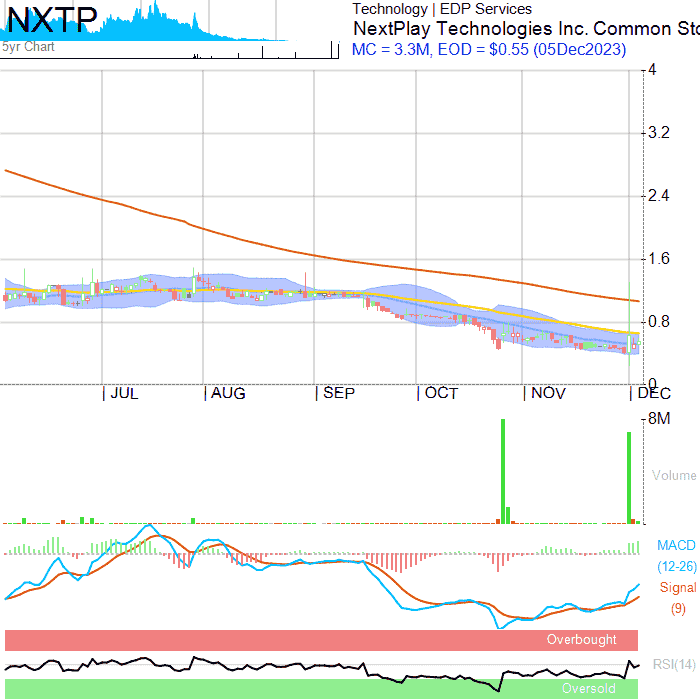 NXTP
5yr Chart
Technology | EDP Services
NextPlay Technologies Inc. Common Sto
MC = 3.3M, EOD = $0.55 (05Dec2023)
4
3.2
2.4
1.6
0.8
0
JUL
AUG
SEP
OCT
NOV
DEC
8M
Volume
MACD
(12-26)
Signal
(9)
Overbought
RSI(14)
Oversold